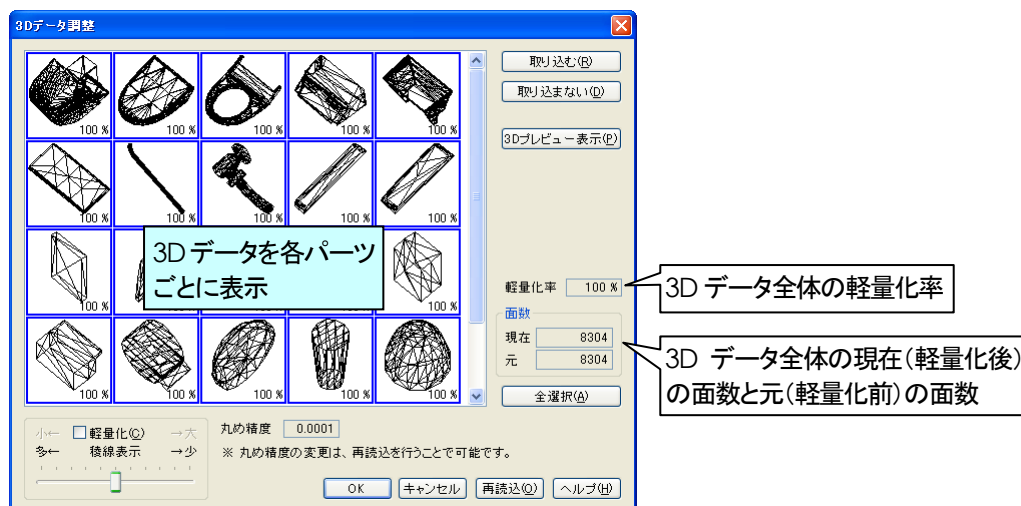 3Dデータ調整
取り込む(R)
100 % 100 % 100 % 100 % 100 %
取り込まない(D)
3Dプレビュー表示(P)
100 % 100 % 100 % 100 % 100 %
3D データを各パーツ
ごとに表示
100 % 100 %
100 %
軽量化率 100 %
3D データ全体の軽量化率
面数
現在 8304
元 8304
3D データ全体の現在(軽量化後)
の面数と元(軽量化前)の面数
100 % 100 % 100 % 100 % 100 %
全選択(A)
小← 軽量化(C) →大
多← 稜線表示 →少
丸め精度 0.0001
※ 丸め精度の変更は、再読込を行うことで可能です。
OK キャンセル 再読込(O) ヘルプ(H)